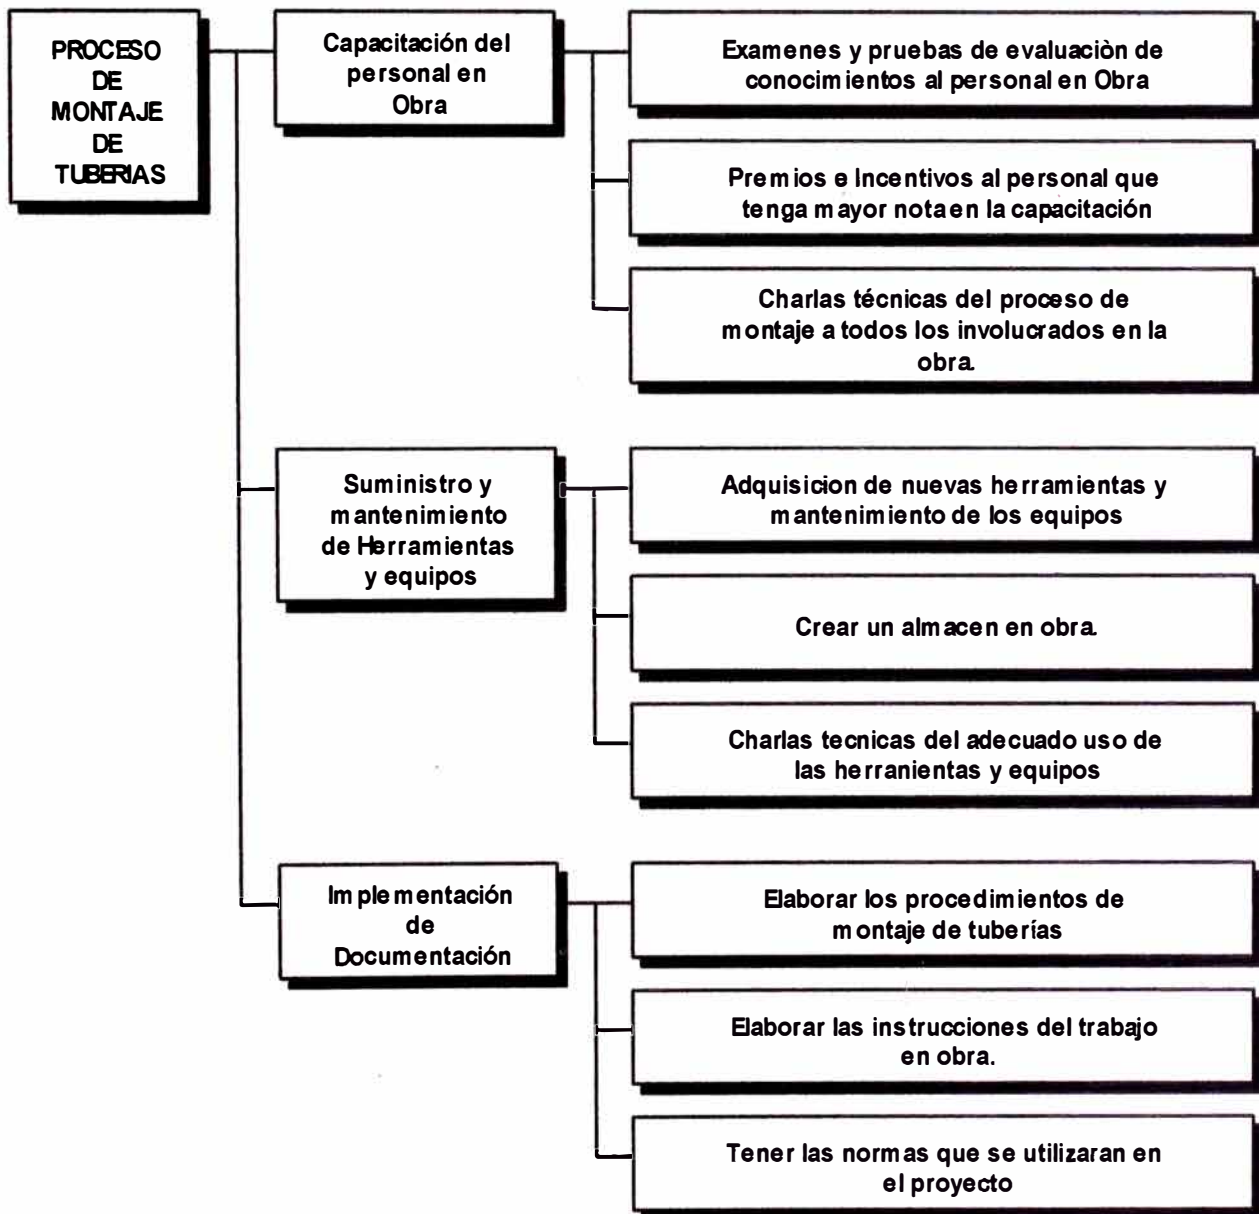 PROCESO
DE
MONTAJE
DE
TUBERIAS
Capacitación del
personal en
Obra
Examenes y pruebas de evaluaciòn de
conocimientos al personal en Obra
Premios e Incentivos al personal que
tenga mayor nota en la capacitación
Charlas técnicas del proceso de
montaje a todos los involucrados en la
obra.
Suministro y
mantenimiento
de Herramientas
y equipos
Adquisicion de nuevas herramientas y
mantenimiento de los equipos
Crear un almacen en obra.
Charlas tecnicas del adecuado uso de
las herranientas y equipos
Implementación
de
Documentación
Elaborar los procedimientos de
montaje de tuberías
Elaborar las instrucciones del trabajo
en obra.
Tener las normas que se utilizaran en
el proyecto